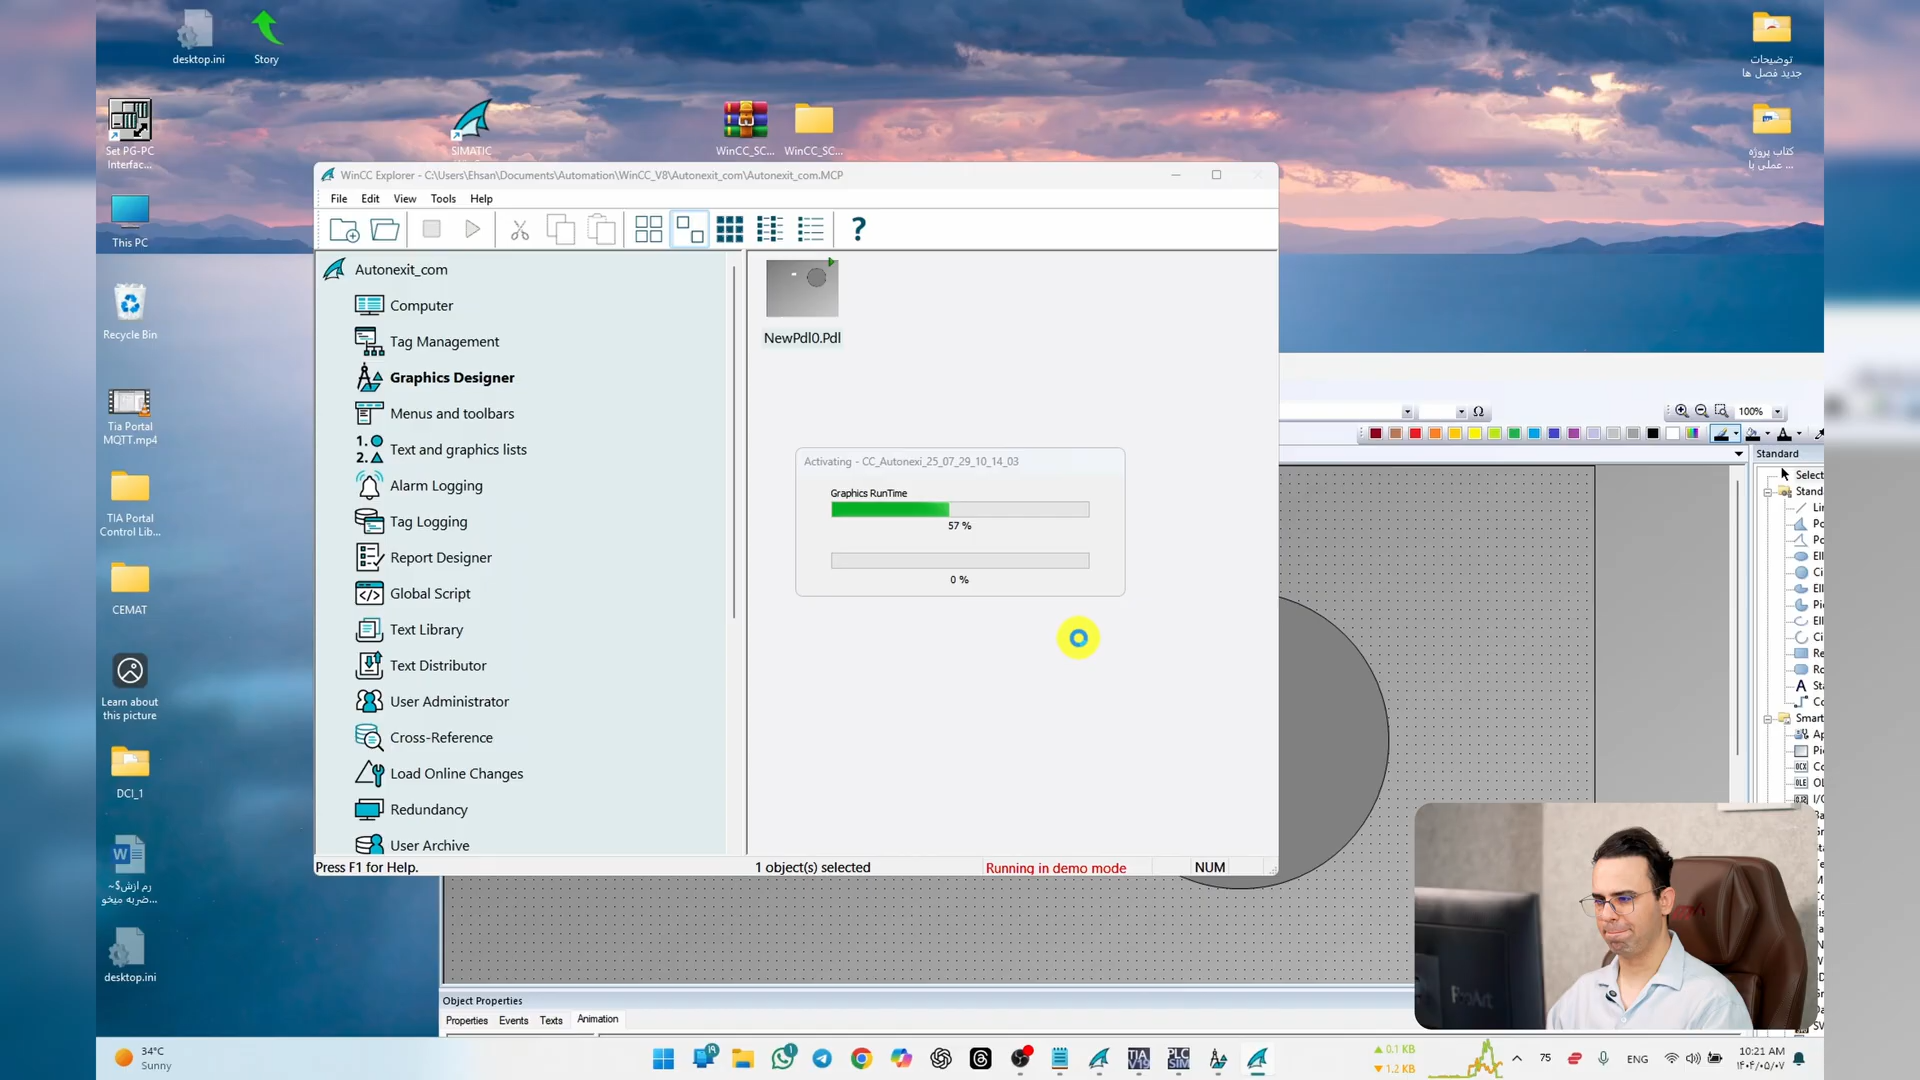 desktop.ini
Story
توضیحات
جدید فصل ها
Set PG-PC
Interfac...
SIMATIC
WinCC_SC...
WinCC_SC...
کتاب پروژه
عملی با ...
WinCC Explorer - C:\Users\Ehsan\Documents\Automation\WinCC_V8\Autonexit_com\Autonexit_com.MCP
File Edit View Tools Help
This PC
Recycle Bin
Tia Portal
MQTT.mp4
TIA Portal
Control Lib...
CEMAT
Learn about
this picture
DCI_1
desktop.ini
Autonexit_com
Computer
Tag Management
Graphics Designer
Menus and toolbars
Text and graphics lists
Alarm Logging
Tag Logging
Report Designer
Global Script
Text Library
Text Distributor
User Administrator
Cross-Reference
Load Online Changes
Redundancy
User Archive
NewPdl0.Pdl
Activating - CC_Autonexi_25_07_29_10_14_03
Graphics RunTime
57 %
0 %
Press F1 for Help.
1 object(s) selected
Running in demo mode
NUM
100%
Standard
Select
Object Properties
Properties Events Texts Animation
34°C
Sunny
0.1 KB
1.2 KB
75
ENG
10:21 AM
۱۴۰۴/۰۵/۰۷